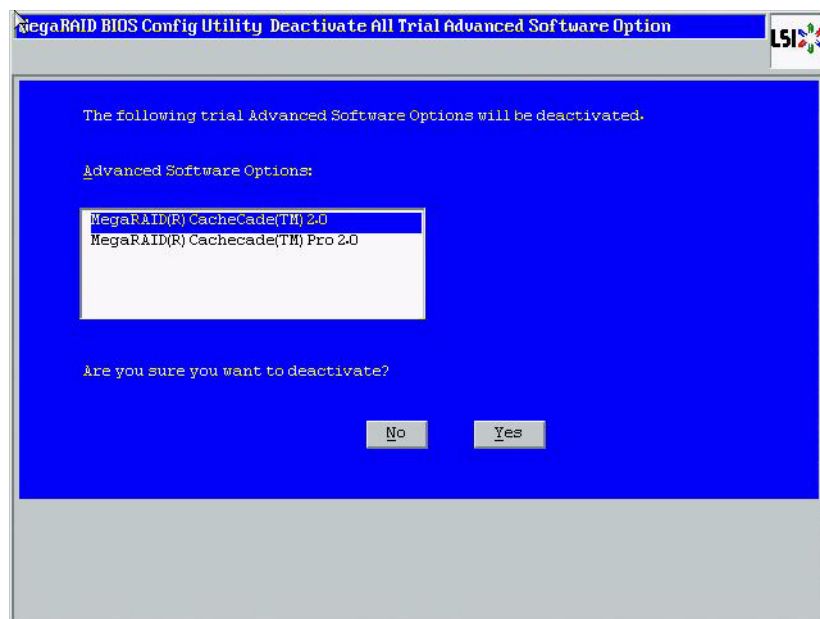 MegaRAID BIOS Config Utility Deactivate All Trial Advanced Software Option
LSI
The following trial Advanced Software Options will be deactivated.
Advanced Software Options:
MegaRAID(R) CacheCade(TM) 2.0
MegaRAID(R) Cachecade(TM) Pro 2.0
Are you sure you want to deactivate?
No
Yes